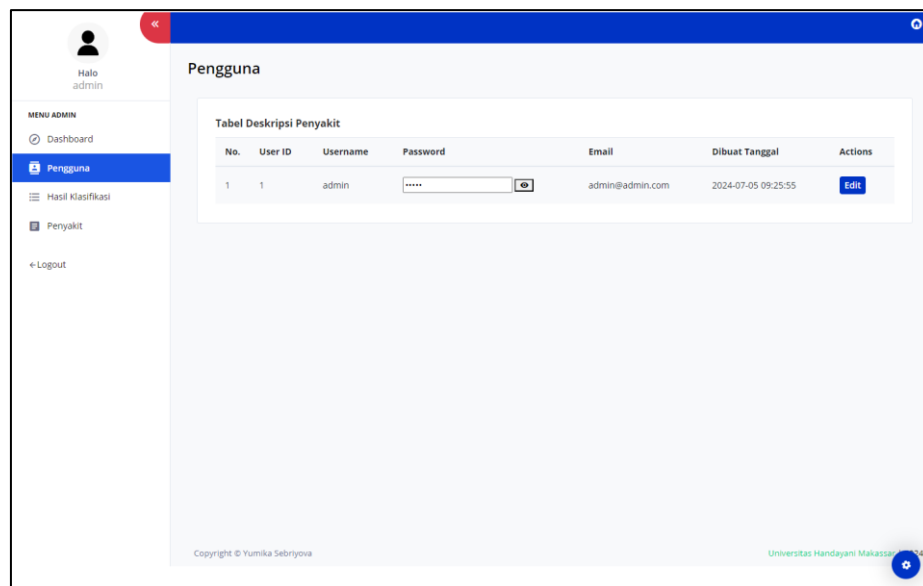 Halo
admin
MENU ADMIN
Dashboard
Pengguna
Hasil Klasifikasi
Penyakit
←Logout
Pengguna
Tabel Deskripsi Penyakit
No. User ID Username Password Email Dibuat Tanggal Actions
1 1 admin ••••• admin@admin.com 2024-07-05 09:25:55 Edit
Copyright © Yumika Sebriyova
Universitas Handayani Makassar